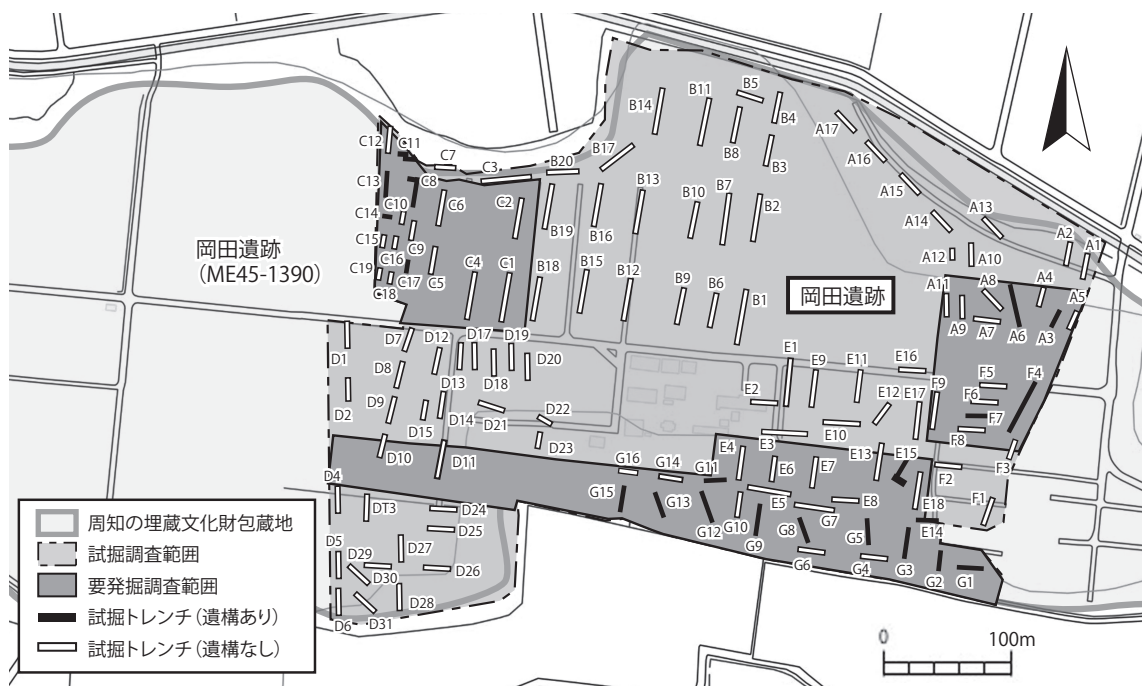 B5
B11
B14
B4
A17
B8
B3
C11
C12
C7
C3
B20
B17
A16
C13
C8
B13
A15
C10
C6
C2
B16
B10
B7
B2
A14
A13
C14
B19
A2
A1
C15
C9
A12
A10
岡田遺跡
(ME45-1390)
C16
C4
C1
B18
B15
B12
B9
B6
B1
岡田遺跡
A8
A4
A11
C19
C17
C5
C18
A9
A7
A6
A3
A5
D1
D7
D12
D17
D19
D20
E1
E9
E11
E16
F5
F4
D8
D13
D18
E2
F9
F6
D2
D9
D14
D21
D22
E12
E17
F7
D15
D23
E10
F8
D10
D11
E3
E4
E13
E15
F3
D4
G16
G14
G11
E6
E7
F2
DT3
D24
G15
G13
E5
E8
E18
F1
D25
G12
G10
G7
D5
D29
D27
G9
G8
G5
E14
D30
D26
G6
G4
G3
G2
G1
D6
D31
D28
周知の埋蔵文化財包蔵地
試掘調査範囲
要発掘調査範囲
試掘トレンチ(遺構あり)
試掘トレンチ(遺構なし)
0
100m